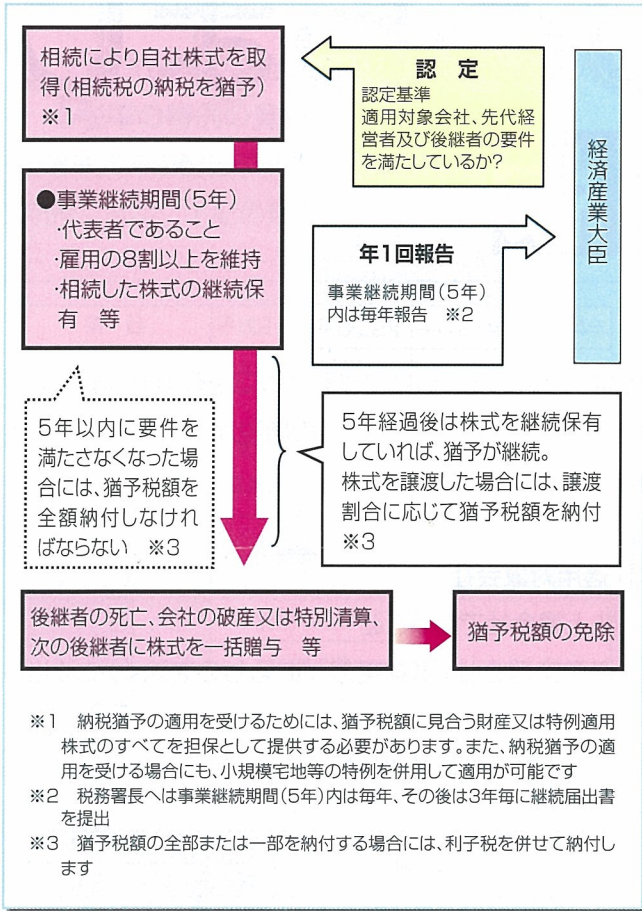 相続により自社株式を取
得(相続税の納税を猶予)
※1
認 定
認定基準
適用対象会社、先代経
営者及び後継者の要件
を満たしているか?
経済産業大臣
●事業継続期間(5年)
・代表者であること
・雇用の8割以上を維持
・相続した株式の継続保
有 等
年1回報告
事業継続期間(5年)
内は毎年報告 ※2
5年以内に要件を
満たさなくなった場
合には、猶予税額を
全額納付しなけれ
ばならない ※3
5年経過後は株式を継続保有
していれば、猶予が継続。
株式を譲渡した場合には、譲渡
割合に応じて猶予税額を納付
※3
後継者の死亡、会社の破産又は特別清算、
次の後継者に株式を一括贈与 等
猶予税額の免除
※1 納税猶予の適用を受けるためには、猶予税額に見合う財産又は特例適用
株式のすべてを担保として提供する必要があります。また、納税猶予の適
用を受ける場合にも、小規模宅地等の特例を併用して適用が可能です
※2 税務署長へは事業継続期間(5年)内は毎年、その後は3年毎に継続届出書
を提出
※3 猶予税額の全部または一部を納付する場合には、利子税を併せて納付し
ます